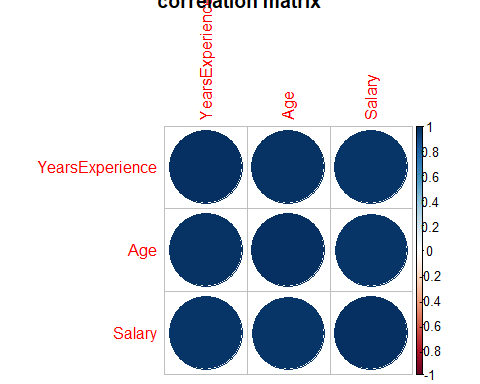 correlation matrix
YearsExperience
Age
Salary
YearsExperience
Age
Salary
1
0.8
0.6
0.4
0.2
0
-0.2
-0.4
-0.6
-0.8
-1